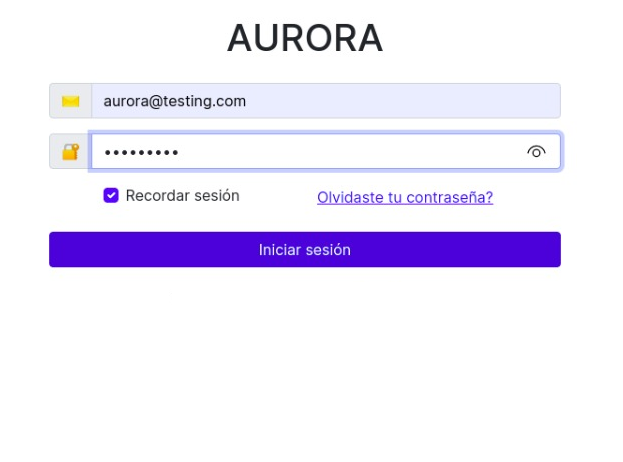 AURORA
aurora@testing.com
•••••••••
Recordar sesión
Olvidaste tu contraseña?
Iniciar sesión